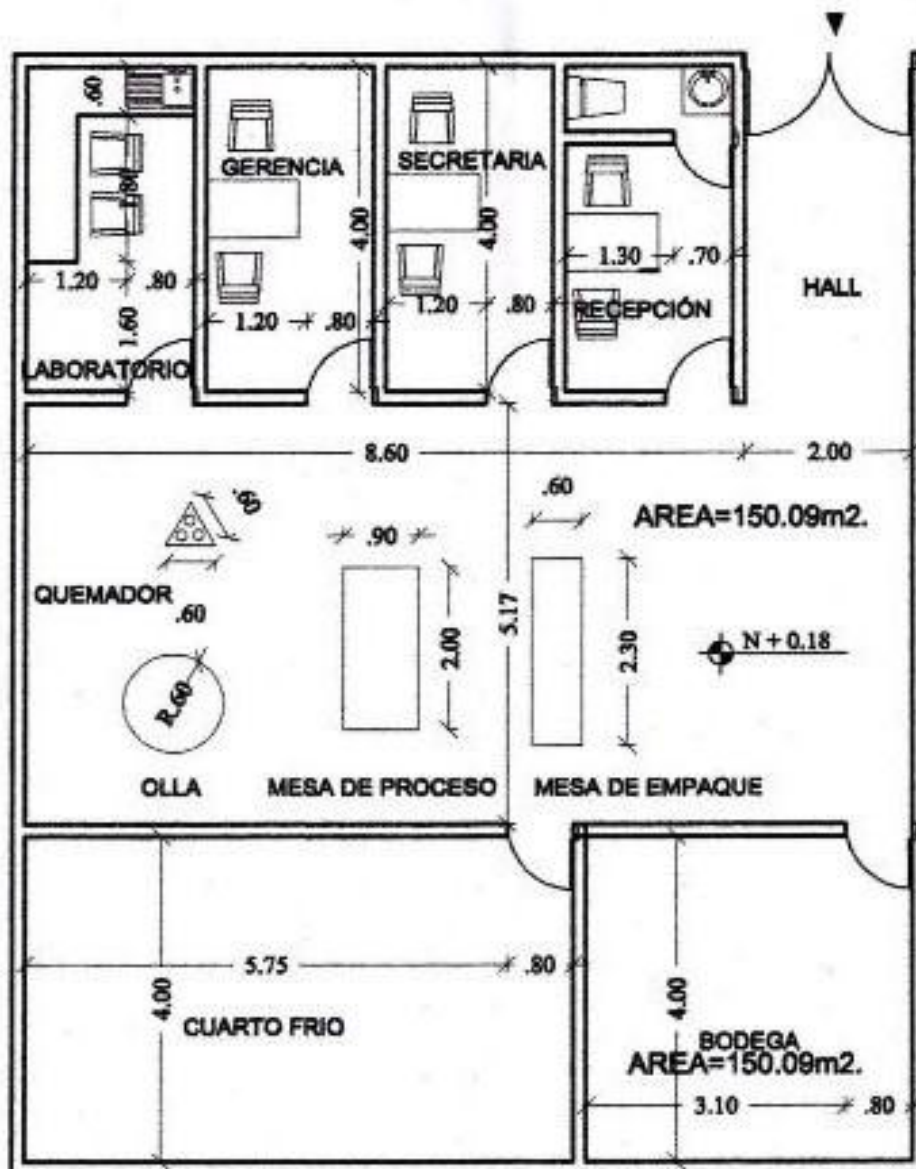 .60
GERENCIA
SECRETARIA
.80
4.00
4.00
1.30
.70
1.20
.80
HALL
1.20
.80
1.20
.80
RECEPCIÓN
1.60
LABORATORIO
8.60
2.00
.60
.60
AREA=150.09m2.
.90
QUEMADOR
.60
5.17
2.00
2.30
N + 0.18
R.60
OLLA
MESA DE PROCESO
MESA DE EMPAQUE
5.75
.80
4.00
4.00
CUARTO FRIO
BODEGA
AREA=150.09m2.
3.10
.80